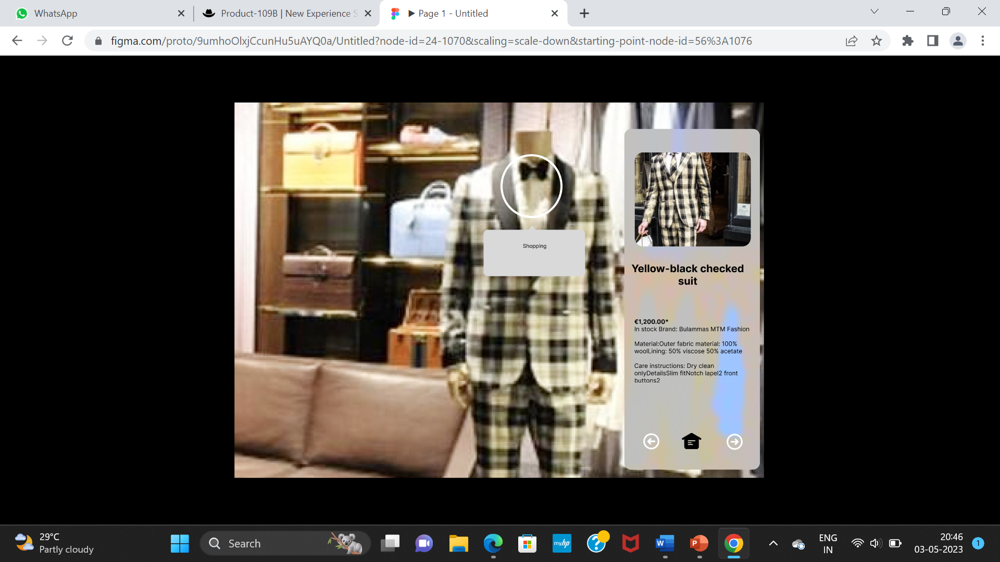 WhatsApp
Product-109B | New Experience S
Page 1 - Untitled
figma.com/proto/9umhoOlxjCcunHu5uAYQ0a/Untitled?node-id=24-1070&scaling=scale-down&starting-point-node-id=56%3A1076
Shopping
Yellow-black checked
suit
€1,200.00*
In stock Brand: Bulammas MTM Fashion
Material:Outer fabric material: 100%
woolLining: 50% viscose 50% acetate
Care instructions: Dry clean
onlyDetailsSlim fitNotch lapel2 front
buttons2
29°C
Partly cloudy
Search
myhp
W
P
ENG
IN
20:46
03-05-2023
1